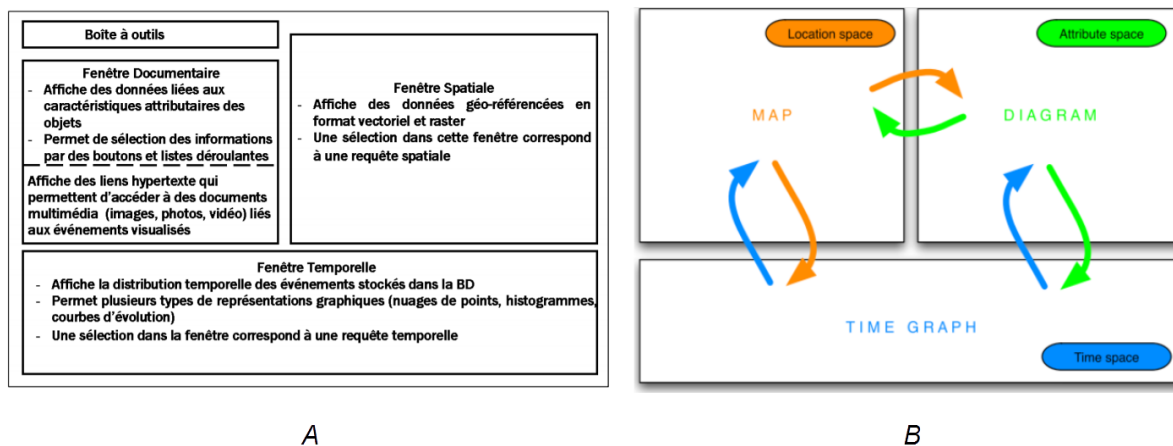 Boîte à outils
Fenêtre Documentaire
- Affiche des données liées aux
caractéristiques attributaires des
objets
- Permet de sélection des informations
par des boutons et listes déroulantes
Affiche des liens hypertexte qui
permettent d'accéder à des documents
multimédia (images, photos, vidéo) liés
aux événements visualisés
Fenêtre Spatiale
- Affiche des données géo-référencées en
format vectoriel et raster
- Une sélection dans cette fenêtre correspond
à une requête spatiale
Fenêtre Temporelle
- Affiche la distribution temporelle des événements stockés dans la BD
- Permet plusieurs types de représentations graphiques (nuages de points, histogrammes,
courbes d'évolution)
- Une sélection dans la fenêtre correspond à une requête temporelle
A
Location space
MAP
Attribute space
DIAGRAM
TIME GRAPH
Time space
B